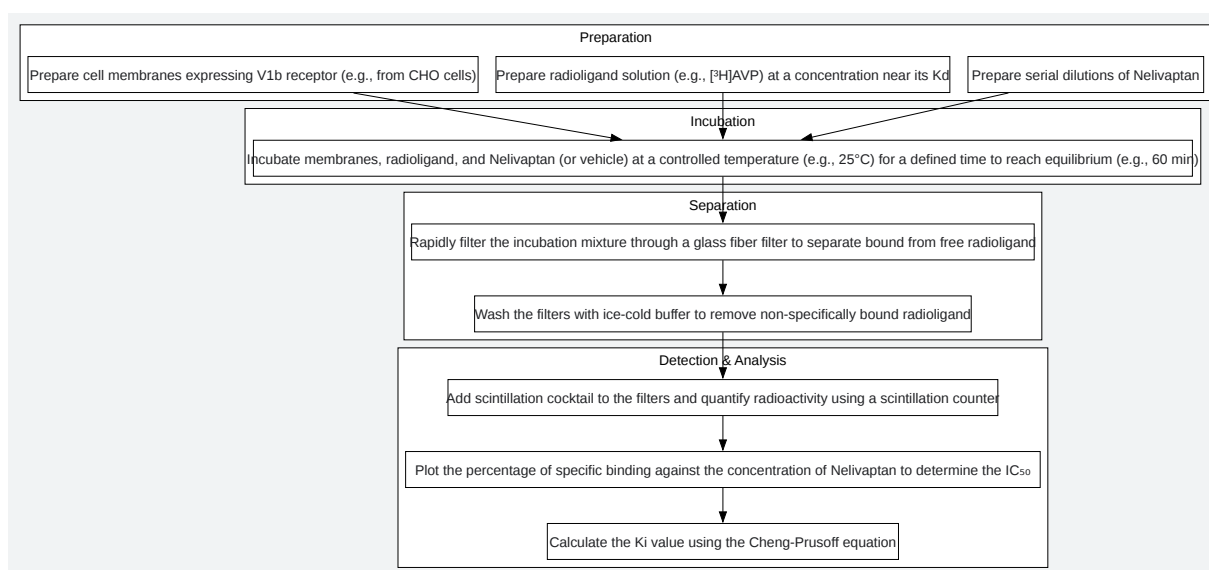 Preparation
Prepare cell membranes expressing V1b receptor (e.g., from CHO cells)
Prepare radioligand solution (e.g., [³H]AVP) at a concentration near its Kd
Prepare serial dilutions of Nelivaptan
Incubation
Incubate membranes, radioligand, and Nelivaptan (or vehicle) at a controlled temperature (e.g., 25°C) for a defined time to reach equilibrium (e.g., 60 min)
Separation
Rapidly filter the incubation mixture through a glass fiber filter to separate bound from free radioligand
Wash the filters with ice-cold buffer to remove non-specifically bound radioligand
Detection & Analysis
Add scintillation cocktail to the filters and quantify radioactivity using a scintillation counter
Plot the percentage of specific binding against the concentration of Nelivaptan to determine the IC₅₀
Calculate the Ki value using the Cheng-Prusoff equation